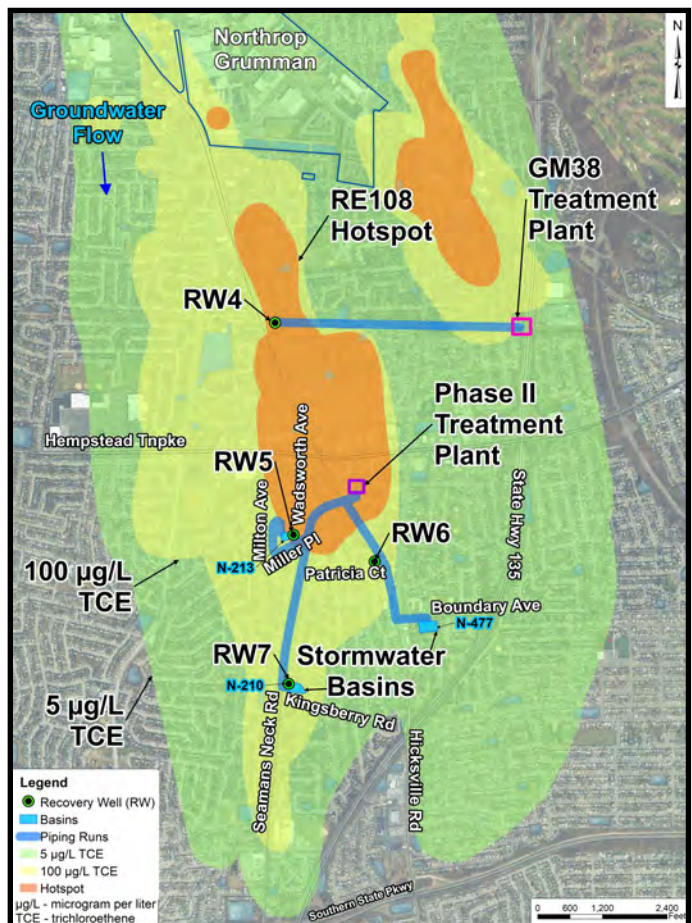 Northrop
Grumman
N
Groundwater
Flow
GM38
Treatment
Plant
RE108
Hotspot
RW4
Phase II
Treatment
Plant
Hempstead Tnpke
Wadsworth Ave
RW5
Milton Ave
State Hwy 135
RW6
Miller Pl
N-213
Patricia Ct
100 µg/L
TCE
Boundary Ave
N-477
RW7
Stormwater
Basins
N-210
Kingsberry Rd
5 µg/L
TCE
Seamans Neck Rd
Hicksville Rd
Legend
Recovery Well (RW)
Basins
Piping Runs
5 µg/L TCE
100 µg/L TCE
Hotspot
µg/L - microgram per liter
TCE - trichloroethene
Southern State Pkwy
0 600 1,200 2,400
Feet